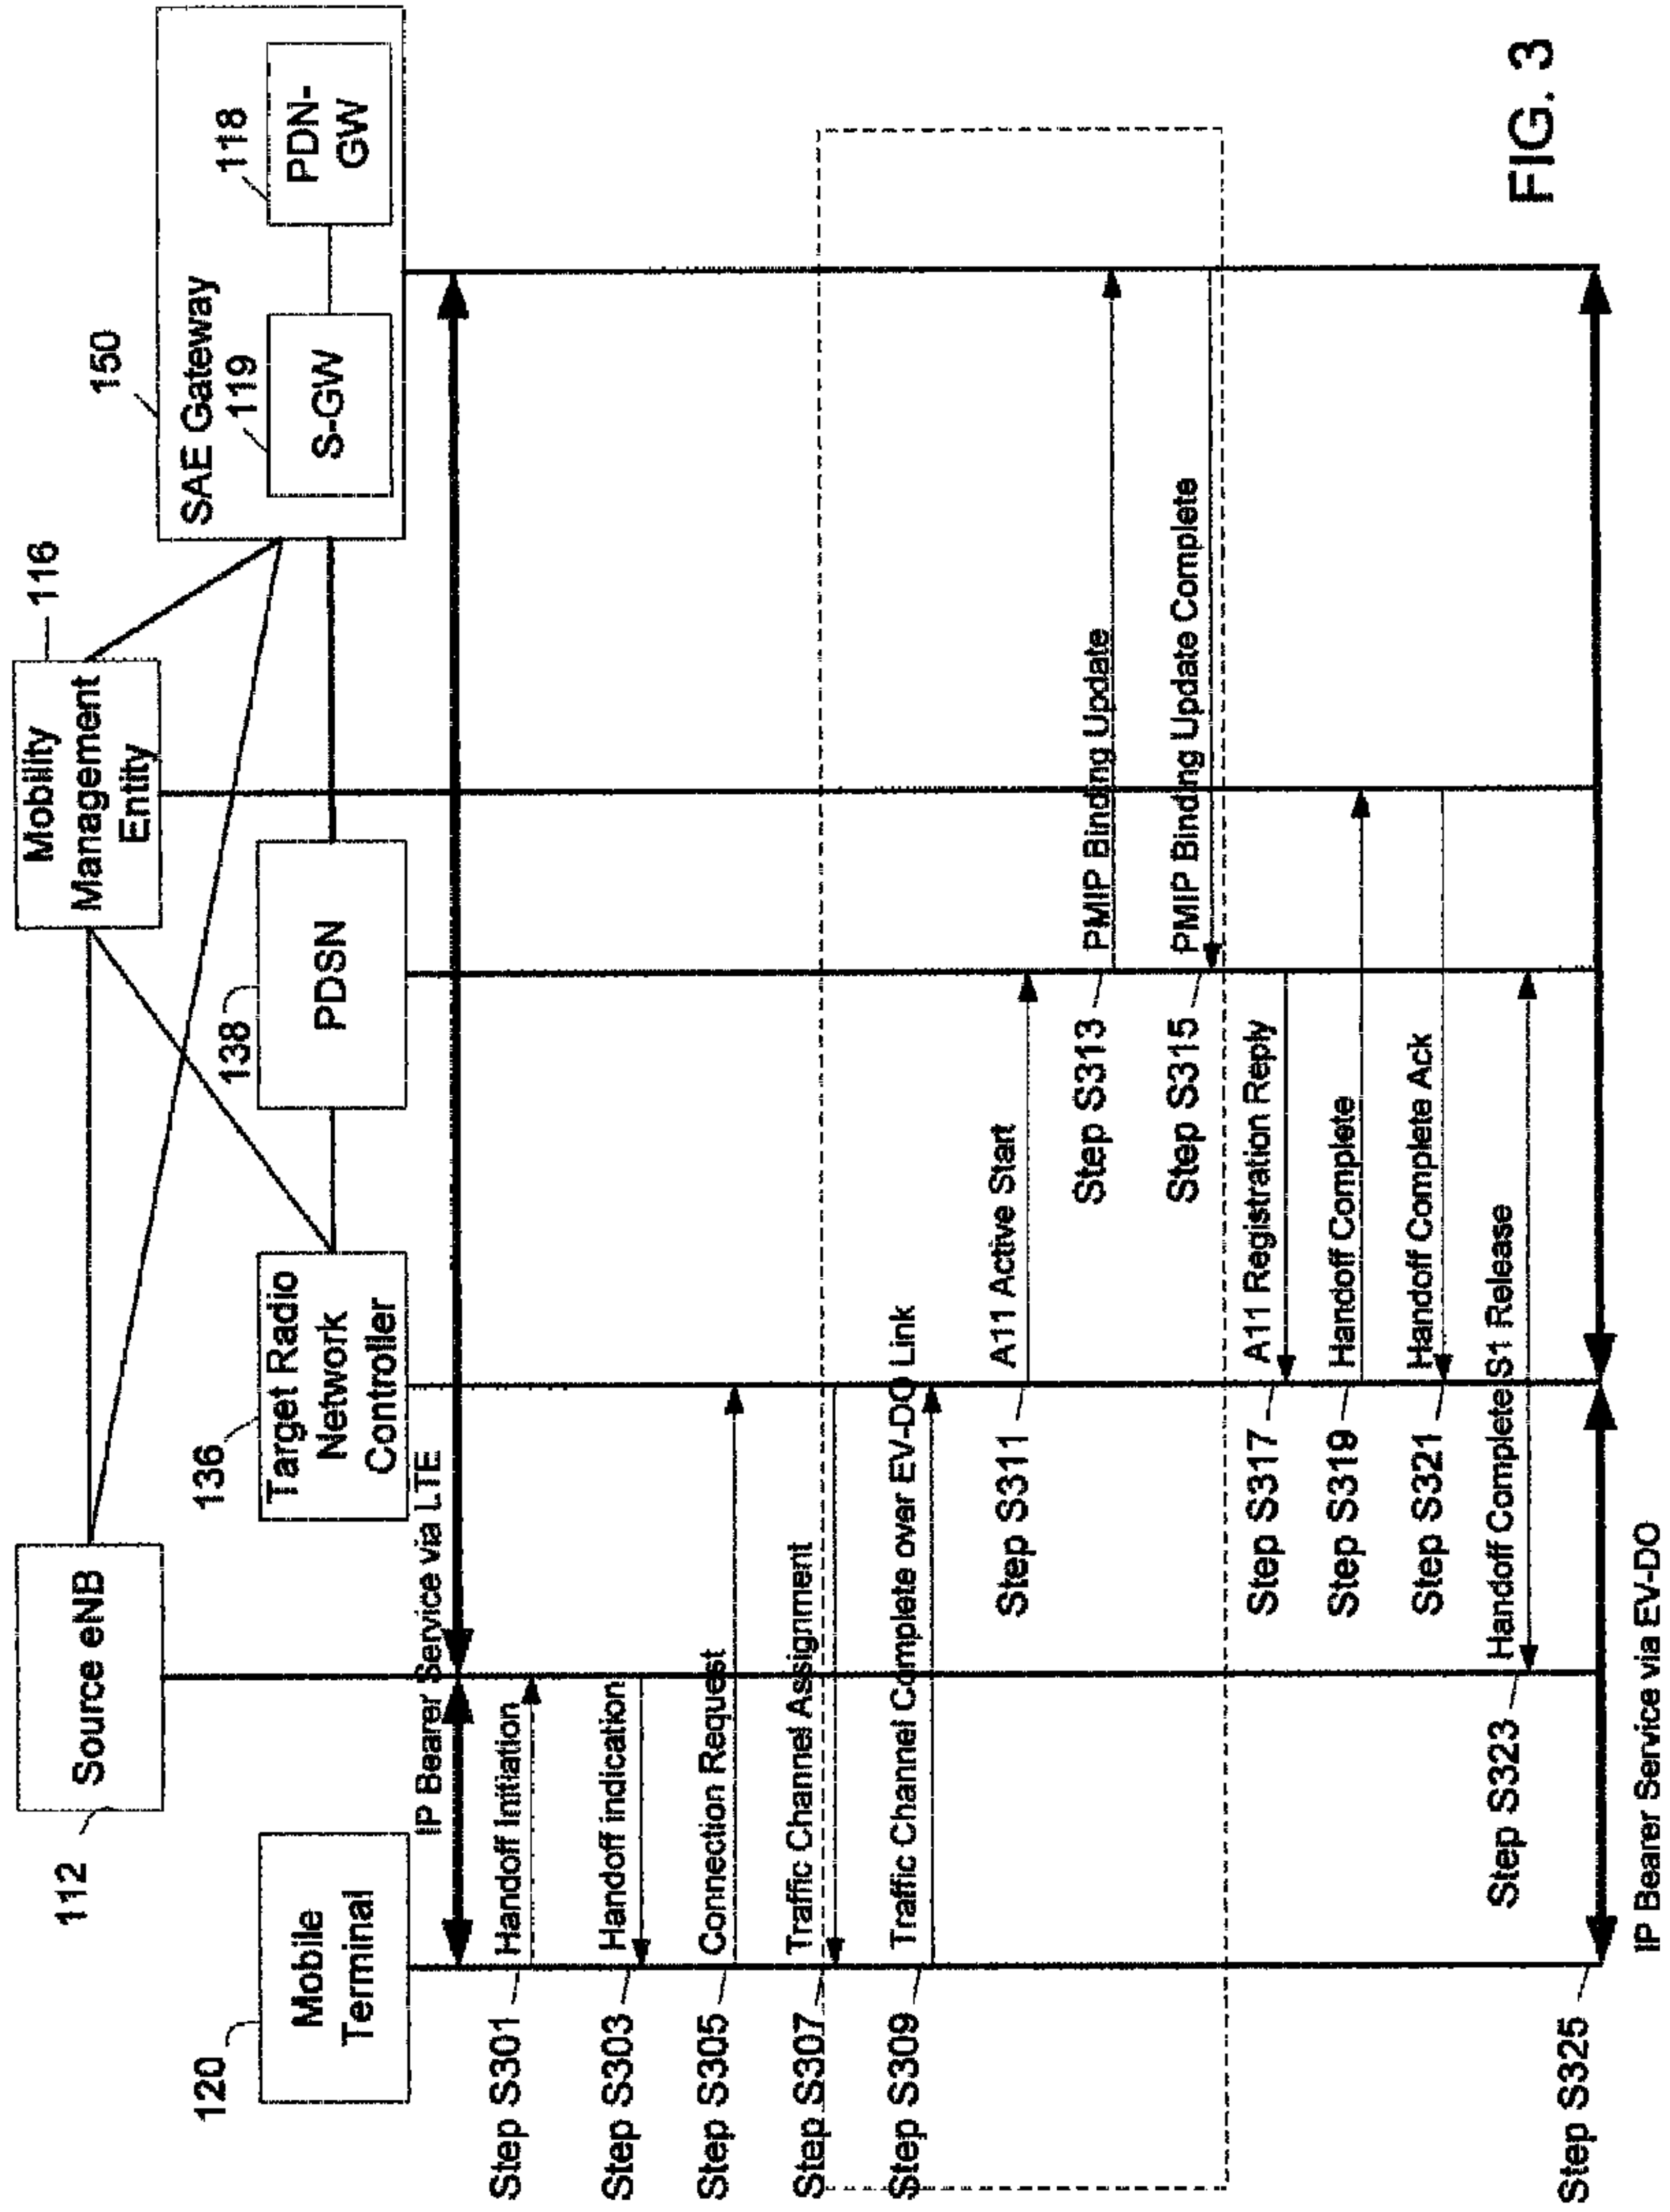 112
Source eNB
Mobility
Management
Entity
116
150
SAE Gateway
119
S-GW
118
PDN-
GW
120
Mobile
Terminal
136
Target Radio
Network
Controller
138
PDSN
IP Bearer Service via LTE
Step S301
Handoff Initiation
Step S303
Handoff indication
Step S305
Connection Request
Step S307
Traffic Channel Assignment
Step S309
Traffic Channel Complete over EV-DO Link
Step S311
A11 Active Start
Step S313
PMIP Binding Update
Step S315
PMIP Binding Update Complete
Step S317
A11 Registration Reply
Step S319
Handoff Complete
Step S321
Handoff Complete Ack
Step S323
Handoff Complete S1 Release
Step S325
IP Bearer Service via EV-DO
FIG. 3